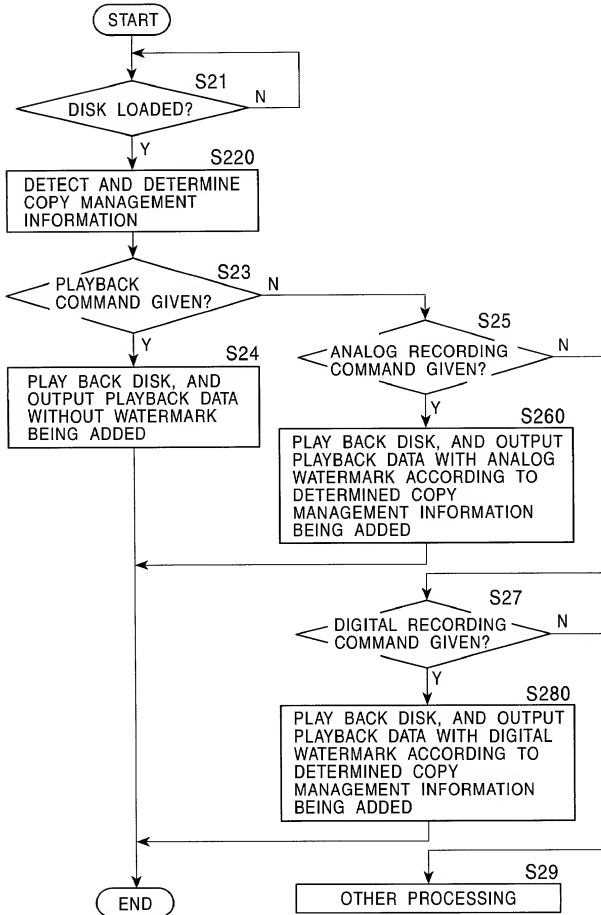 START
S21
DISK LOADED?
N
Y
S220
DETECT AND DETERMINE
COPY MANAGEMENT
INFORMATION
S23
PLAYBACK
COMMAND GIVEN?
N
Y
S24
PLAY BACK DISK, AND
OUTPUT PLAYBACK DATA
WITHOUT WATERMARK
BEING ADDED
S25
ANALOG RECORDING
COMMAND GIVEN?
N
Y
S260
PLAY BACK DISK, AND OUTPUT
PLAYBACK DATA WITH ANALOG
WATERMARK ACCORDING TO
DETERMINED COPY
MANAGEMENT INFORMATION
BEING ADDED
S27
DIGITAL RECORDING
COMMAND GIVEN?
N
Y
S280
PLAY BACK DISK, AND OUTPUT
PLAYBACK DATA WITH DIGITAL
WATERMARK ACCORDING TO
DETERMINED COPY
MANAGEMENT INFORMATION
BEING ADDED
S29
OTHER PROCESSING
END